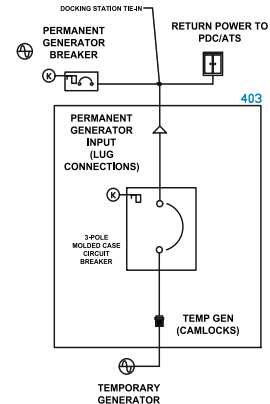 DOCKING STATION TIE-IN
PERMANENT
GENERATOR
BREAKER
RETURN POWER TO
PDC/ATS
K
403
PERMANENT
GENERATOR
INPUT
(LUG
CONNECTIONS)
K
3-POLE
MOLDED CASE
CIRCUIT
BREAKER
TEMP GEN
(CAMLOCKS)
TEMPORARY
GENERATOR